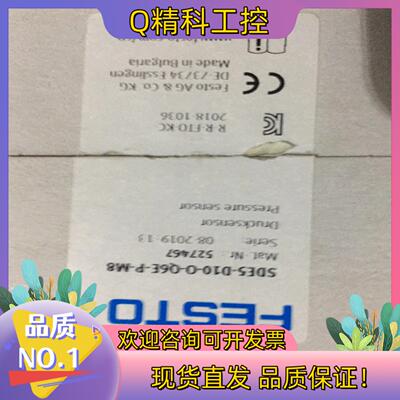 Q精科工控
FESTO
SDE5-D10-O-Q6E-P-M8
Mat.-Nr.: 527467
Serie: 08.2019-13
Drucksensor
Pressure sensor
R-R-FTO-KC
2018-1036
CE
Festo AG & Co. KG
DE-73734 Esslingen
Made in Bulgaria
品质
NO.1
欢迎咨询可开发票
现货直发 品质保证!